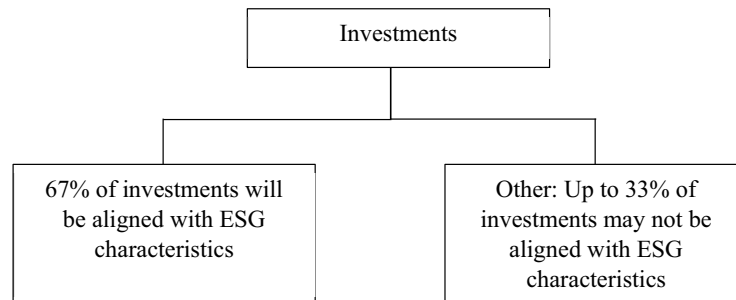 Investments
67% of investments will
be aligned with ESG
characteristics
Other: Up to 33% of
investments may not be
aligned with ESG
characteristics